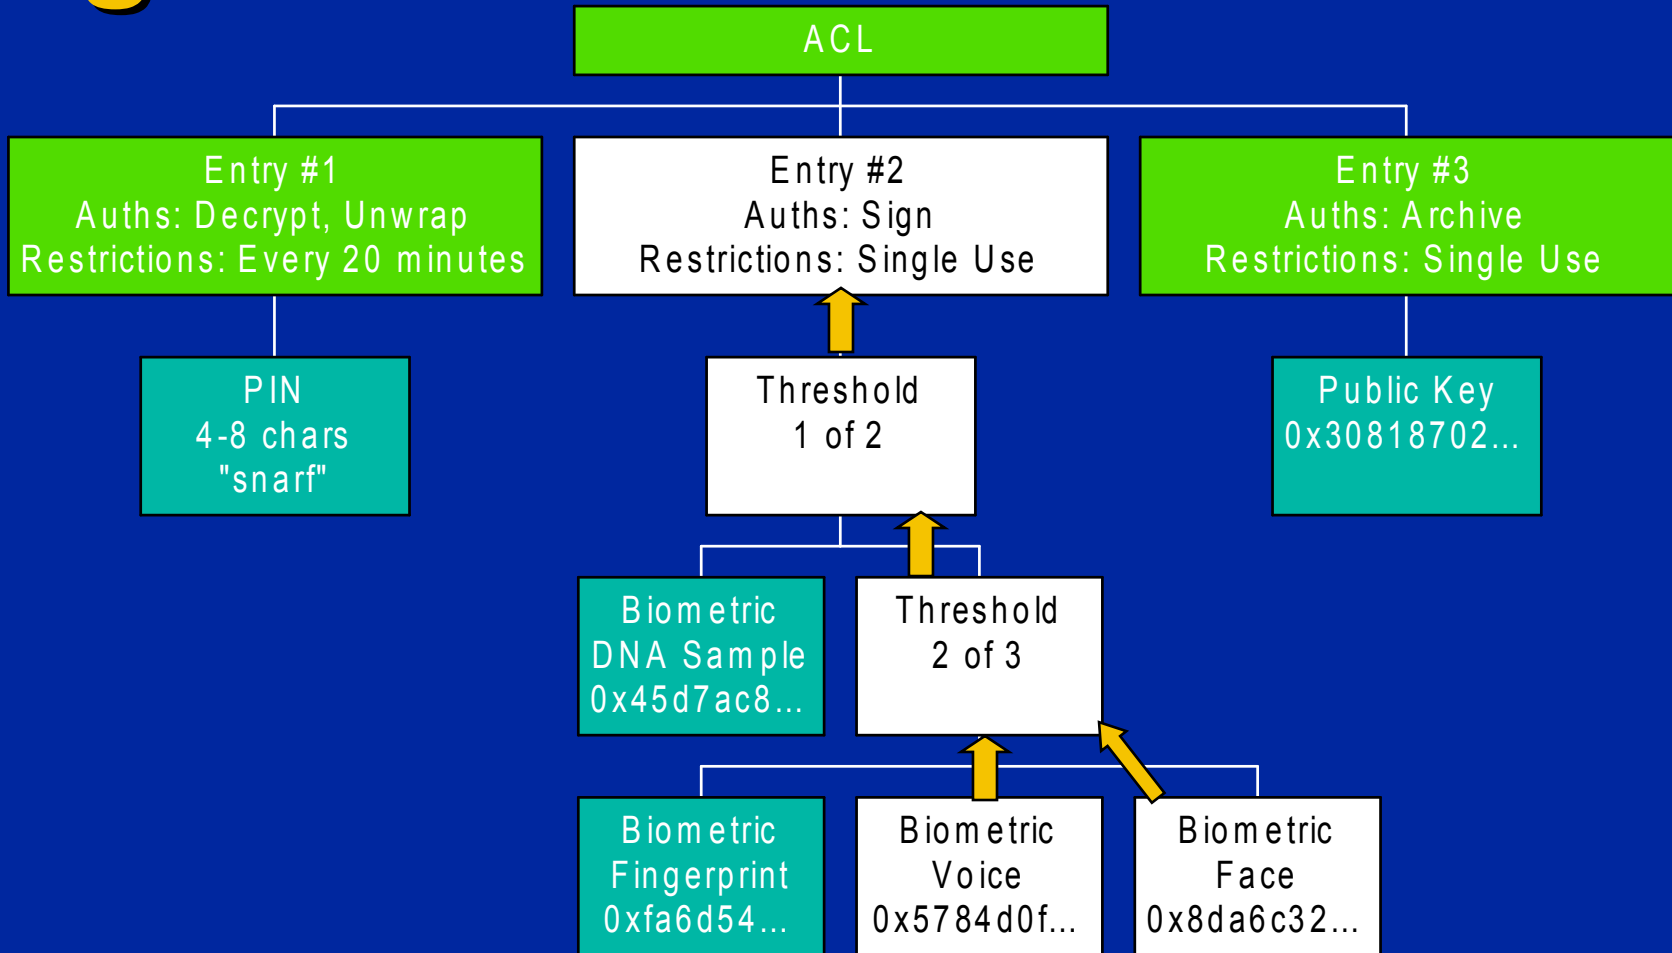 ACL
Entry #1
Auths: Decrypt, Unwrap
Restrictions: Every 20 minutes
Entry #2
Auths: Sign
Restrictions: Single Use
Entry #3
Auths: Archive
Restrictions: Single Use
PIN
4-8 chars
"snarf"
Threshold
1 of 2
Public Key
0x30818702...
Biometric
DNA Sample
0x45d7ac8...
Threshold
2 of 3
Biometric
Fingerprint
0xfa6d54...
Biometric
Voice
0x5784d0f...
Biometric
Face
0x8da6c32...